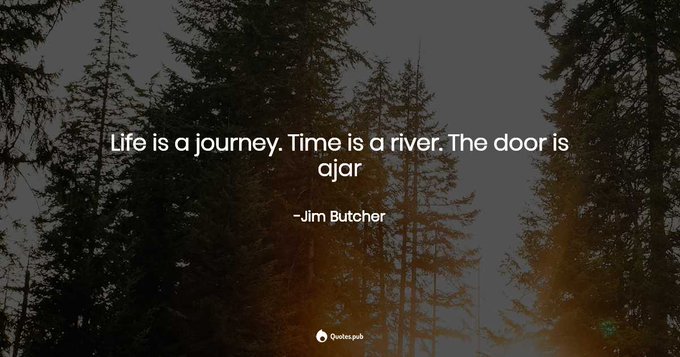 Life is a journey. Time is a river. The door is
ajar
-Jim Butcher
Quotes.pub